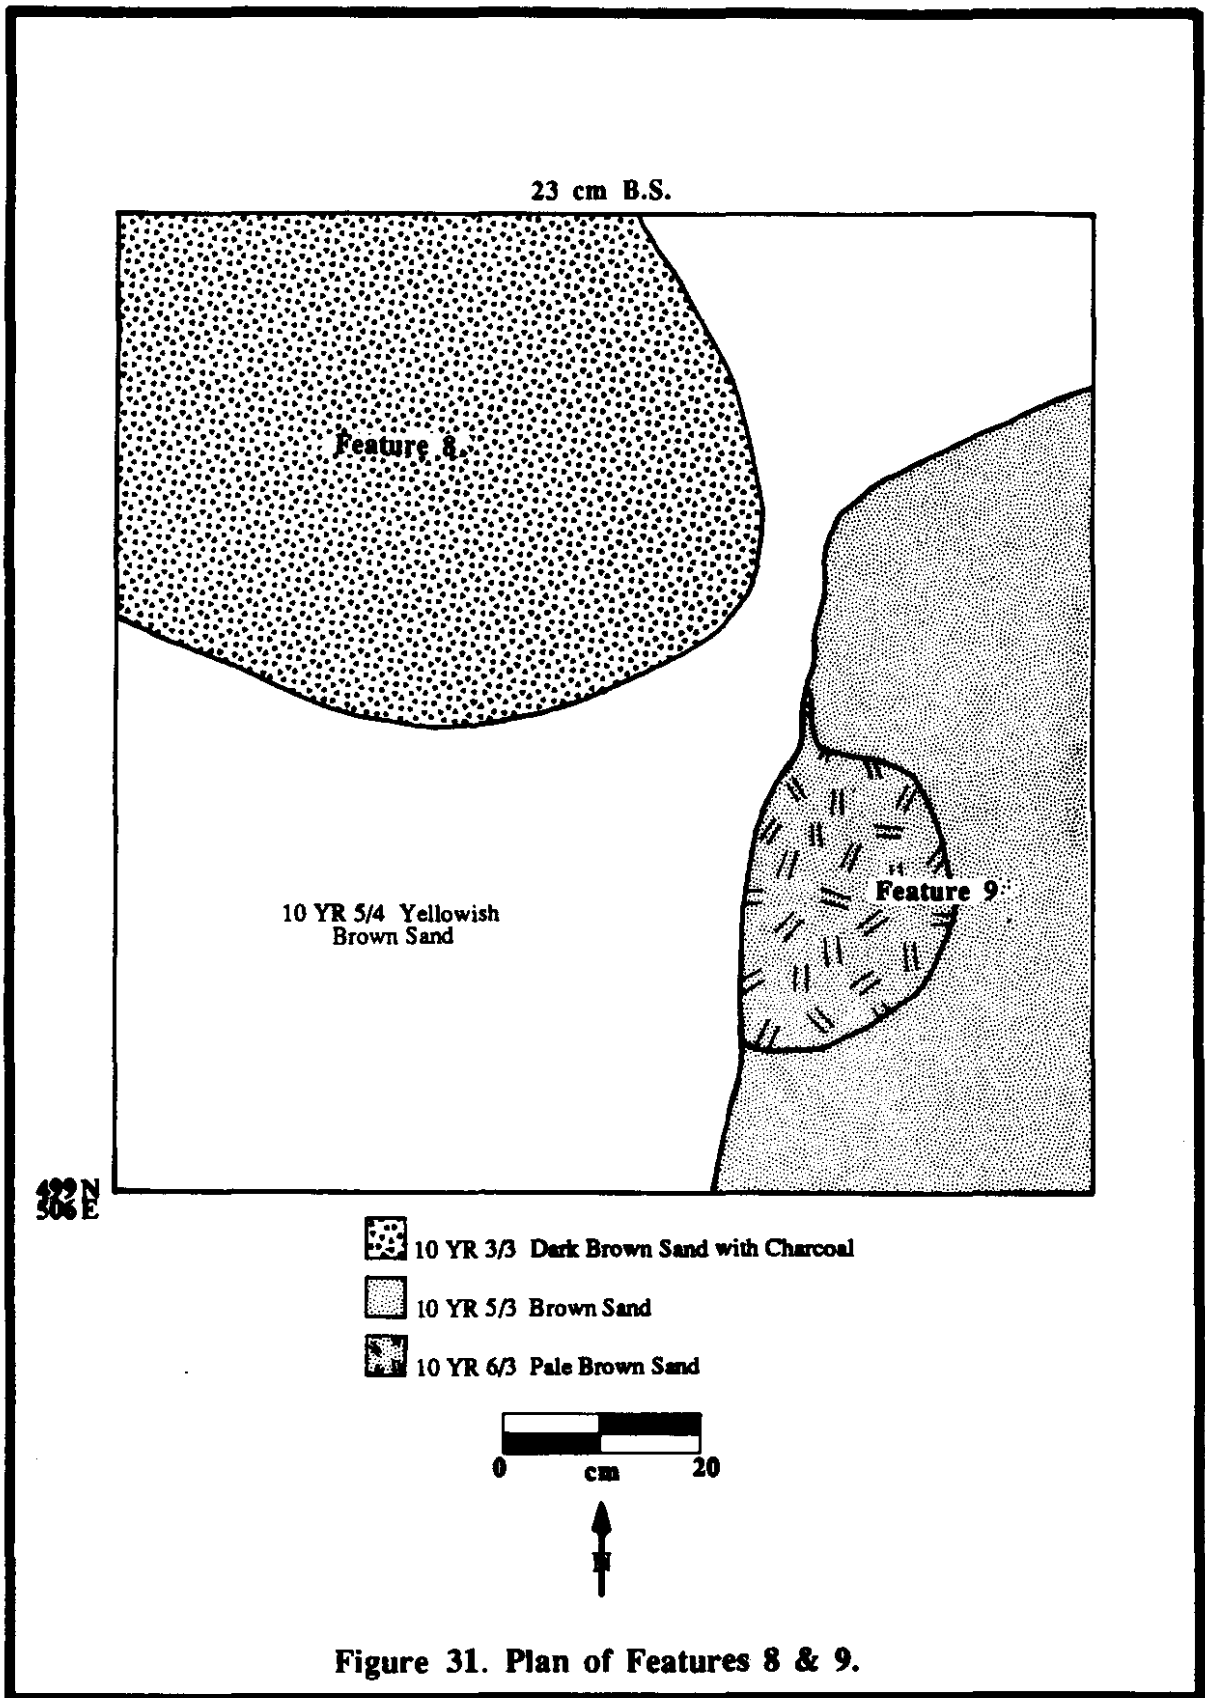 23 cm B.S.
Feature 8
Feature 9
10 YR 5/4 Yellowish
Brown Sand
499 N
506 E
10 YR 3/3 Dark Brown Sand with Charcoal
10 YR 5/3 Brown Sand
10 YR 6/3 Pale Brown Sand
0 cm 20
N
Figure 31. Plan of Features 8 & 9.